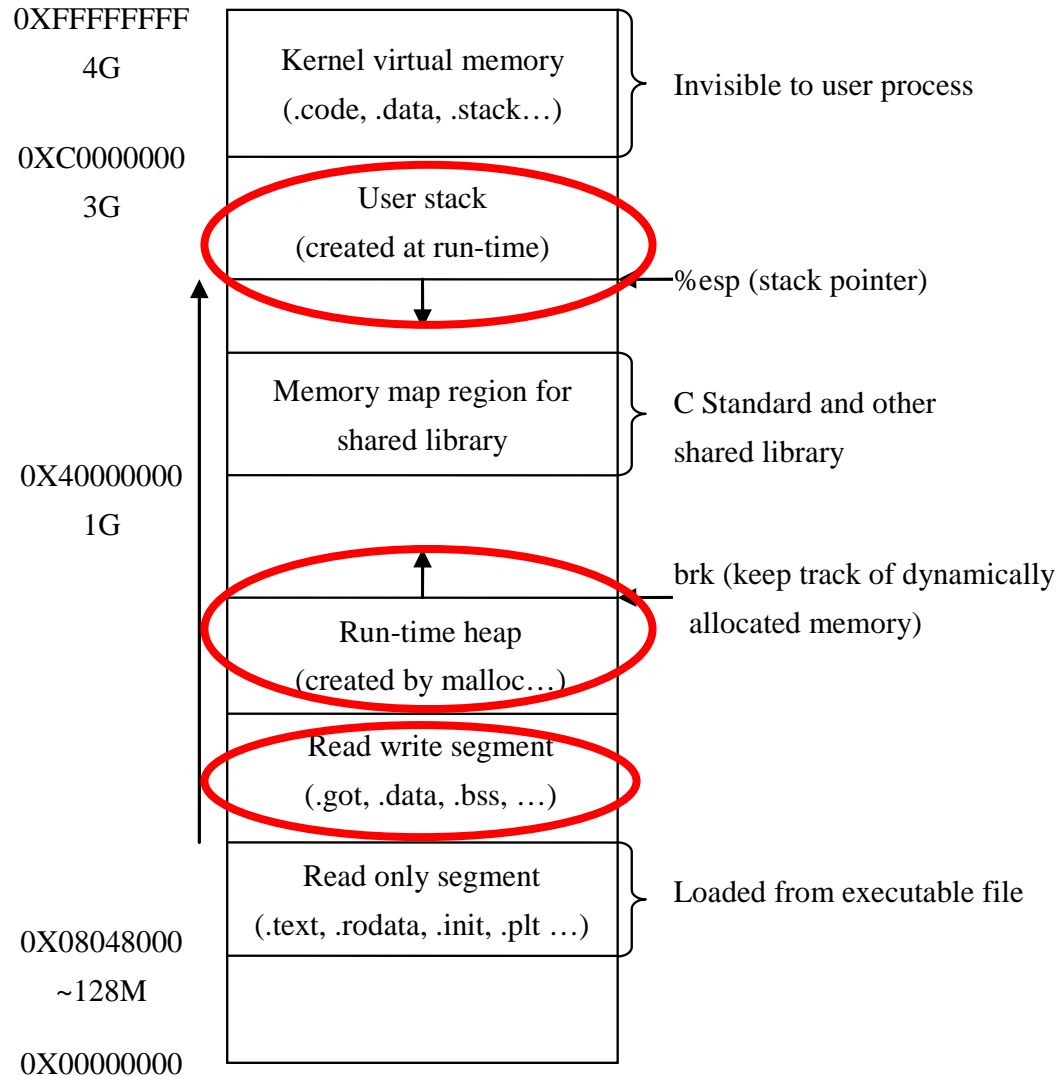 0XFFFFFFFF
4G
Kernel virtual memory
(.code, .data, .stack…)
Invisible to user process
0XC0000000
3G
User stack
(created at run-time)
%esp (stack pointer)
Memory map region for
shared library
C Standard and other
shared library
0X40000000
1G
brk (keep track of dynamically
allocated memory)
Run-time heap
(created by malloc…)
Read write segment
(.got, .data, .bss, …)
Read only segment
(.text, .rodata, .init, .plt …)
Loaded from executable file
0X08048000
~128M
0X00000000